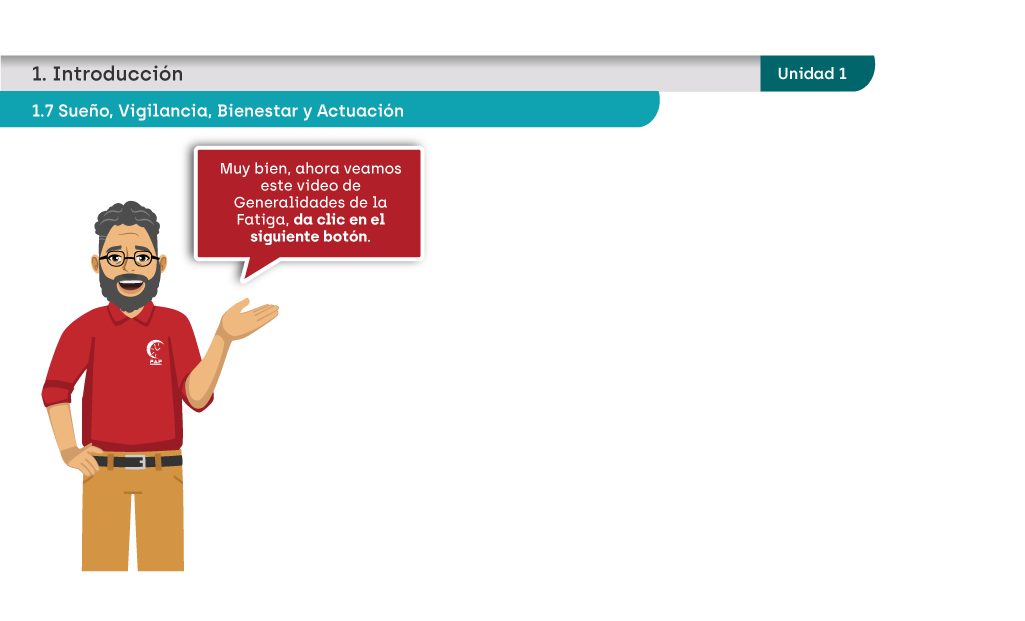 1. Introducción
Unidad 1
1.7 Sueño, Vigilancia, Bienestar y Actuación
Muy bien, ahora veamos
este video de
Generalidades de la
Fatiga, da clic en el
siguiente botón.